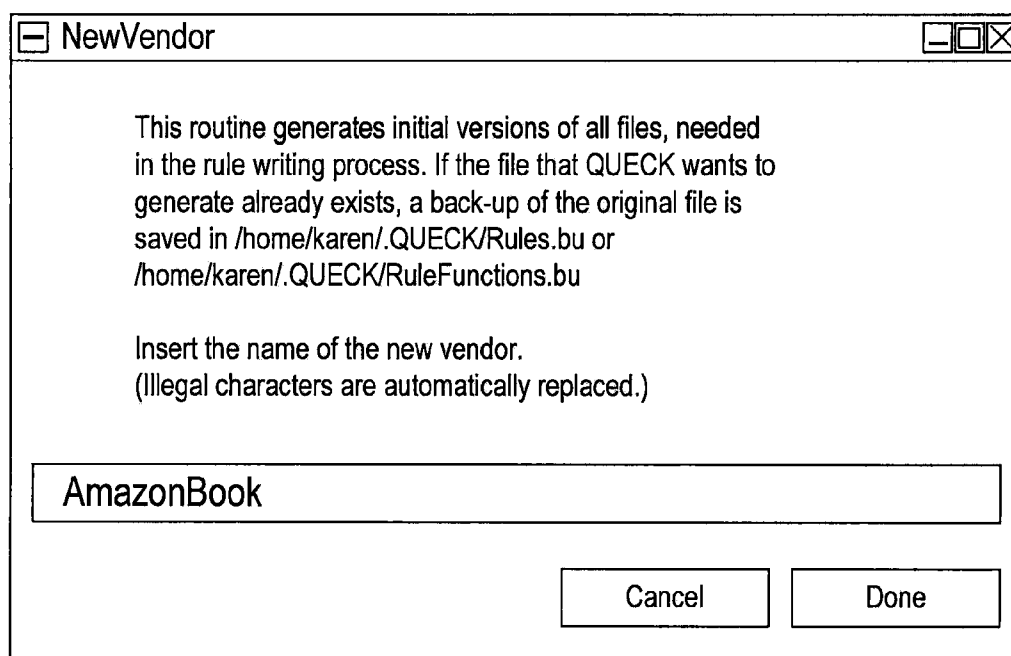 NewVendor
This routine generates initial versions of all files, needed
in the rule writing process. If the file that QUECK wants to
generate already exists, a back-up of the original file is
saved in /home/karen/.QUECK/Rules.bu or
/home/karen/.QUECK/RuleFunctions.bu
Insert the name of the new vendor.
(Illegal characters are automatically replaced.)
AmazonBook
Cancel
Done